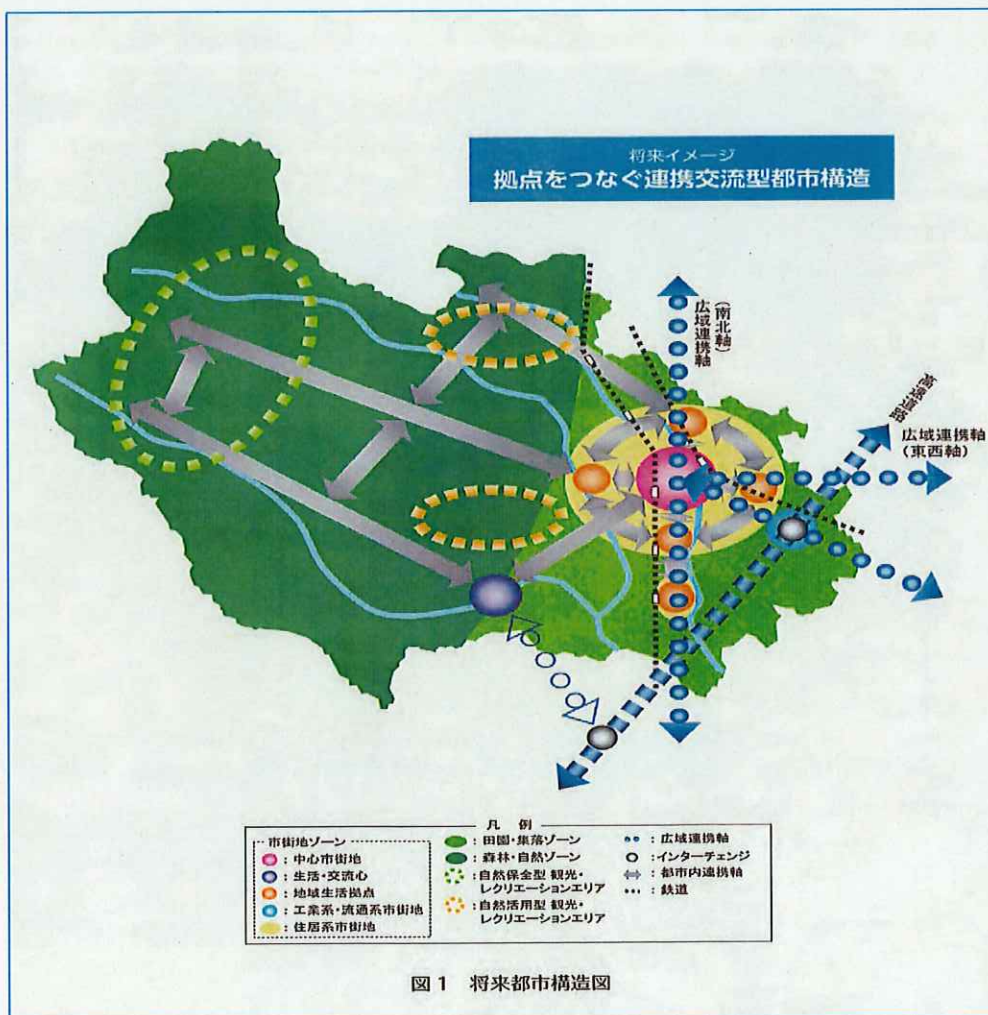 将来イメージ
拠点をつなぐ連携交流型都市構造
広域連携軸
(南北軸)
高速道路
広域連携軸
(東西軸)
凡 例
市街地ゾーン
：中心市街地
：生活・交流心
：地域生活拠点
：工業系・流通系市街地
：住居系市街地
：田園・集落ゾーン
：森林・自然ゾーン
：自然保全型 観光・
レクリエーションエリア
：自然活用型 観光・
レクリエーションエリア
：広域連携軸
：インターチェンジ
：都市内連携軸
：鉄道
図1 将来都市構造図